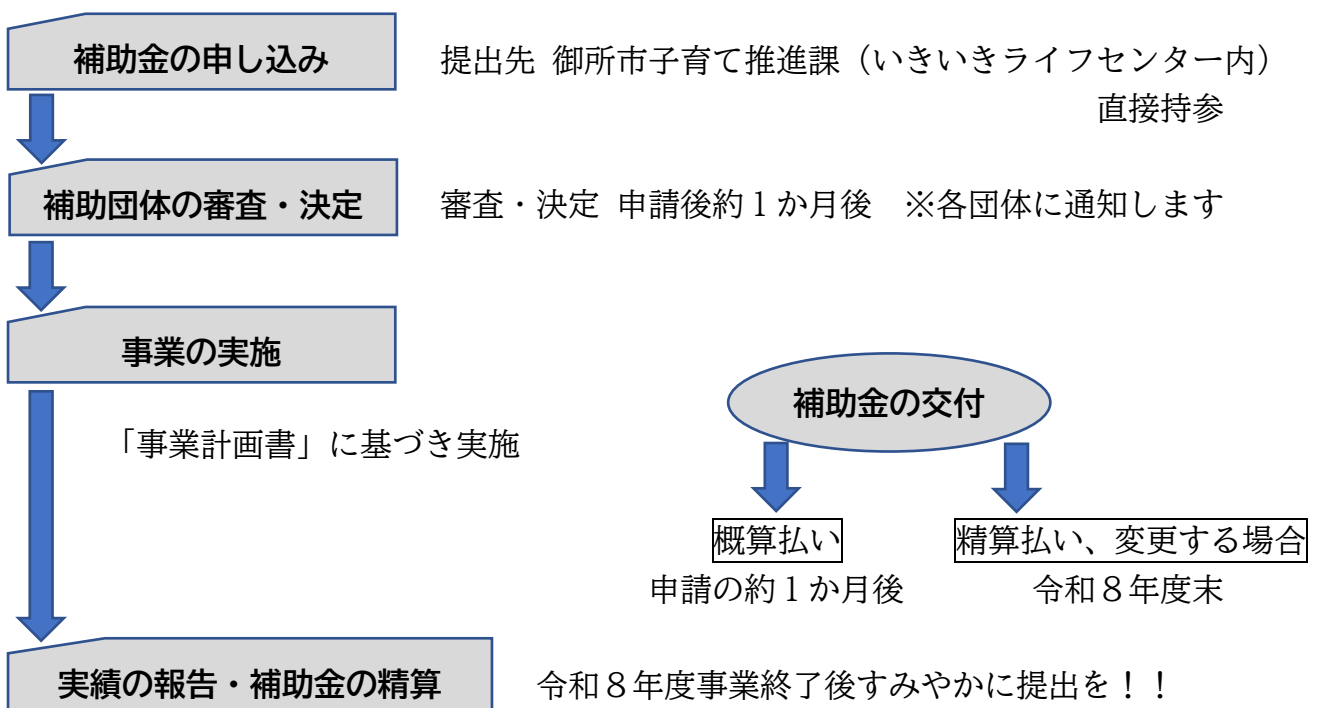 補助金の申し込み
提出先 御所市子育て推進課（いきいきライフセンター内）
直接持参
補助団体の審査・決定
審査・決定 申請後約１か月後　※各団体に通知します
事業の実施
「事業計画書」に基づき実施
補助金の交付
概算払い
申請の約１か月後
精算払い、変更する場合
令和８年度末
実績の報告・補助金の精算
令和８年度事業終了後すみやかに提出を！！